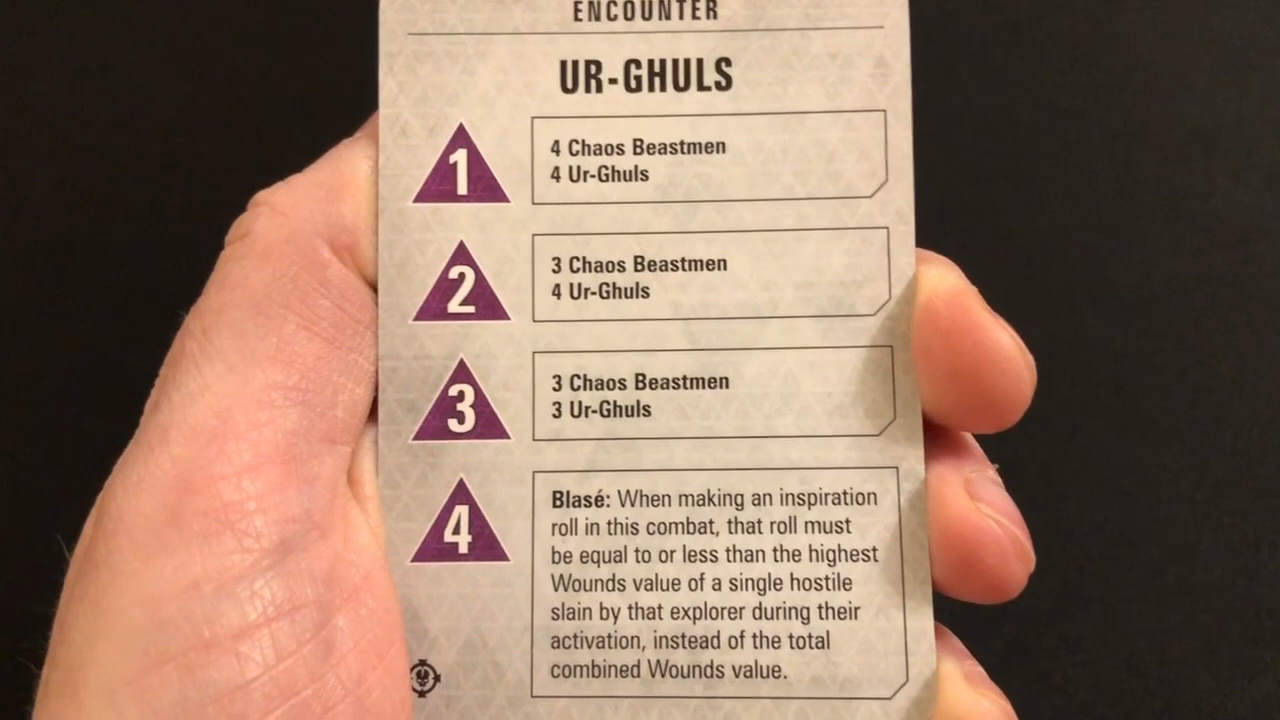 ENCOUNTER
UR-GHULS
1
4 Chaos Beastmen
4 Ur-Ghuls
2
3 Chaos Beastmen
4 Ur-Ghuls
3
3 Chaos Beastmen
3 Ur-Ghuls
4
Blasé: When making an inspiration
roll in this combat, that roll must
be equal to or less than the highest
Wounds value of a single hostile
slain by that explorer during their
activation, instead of the total
combined Wounds value.